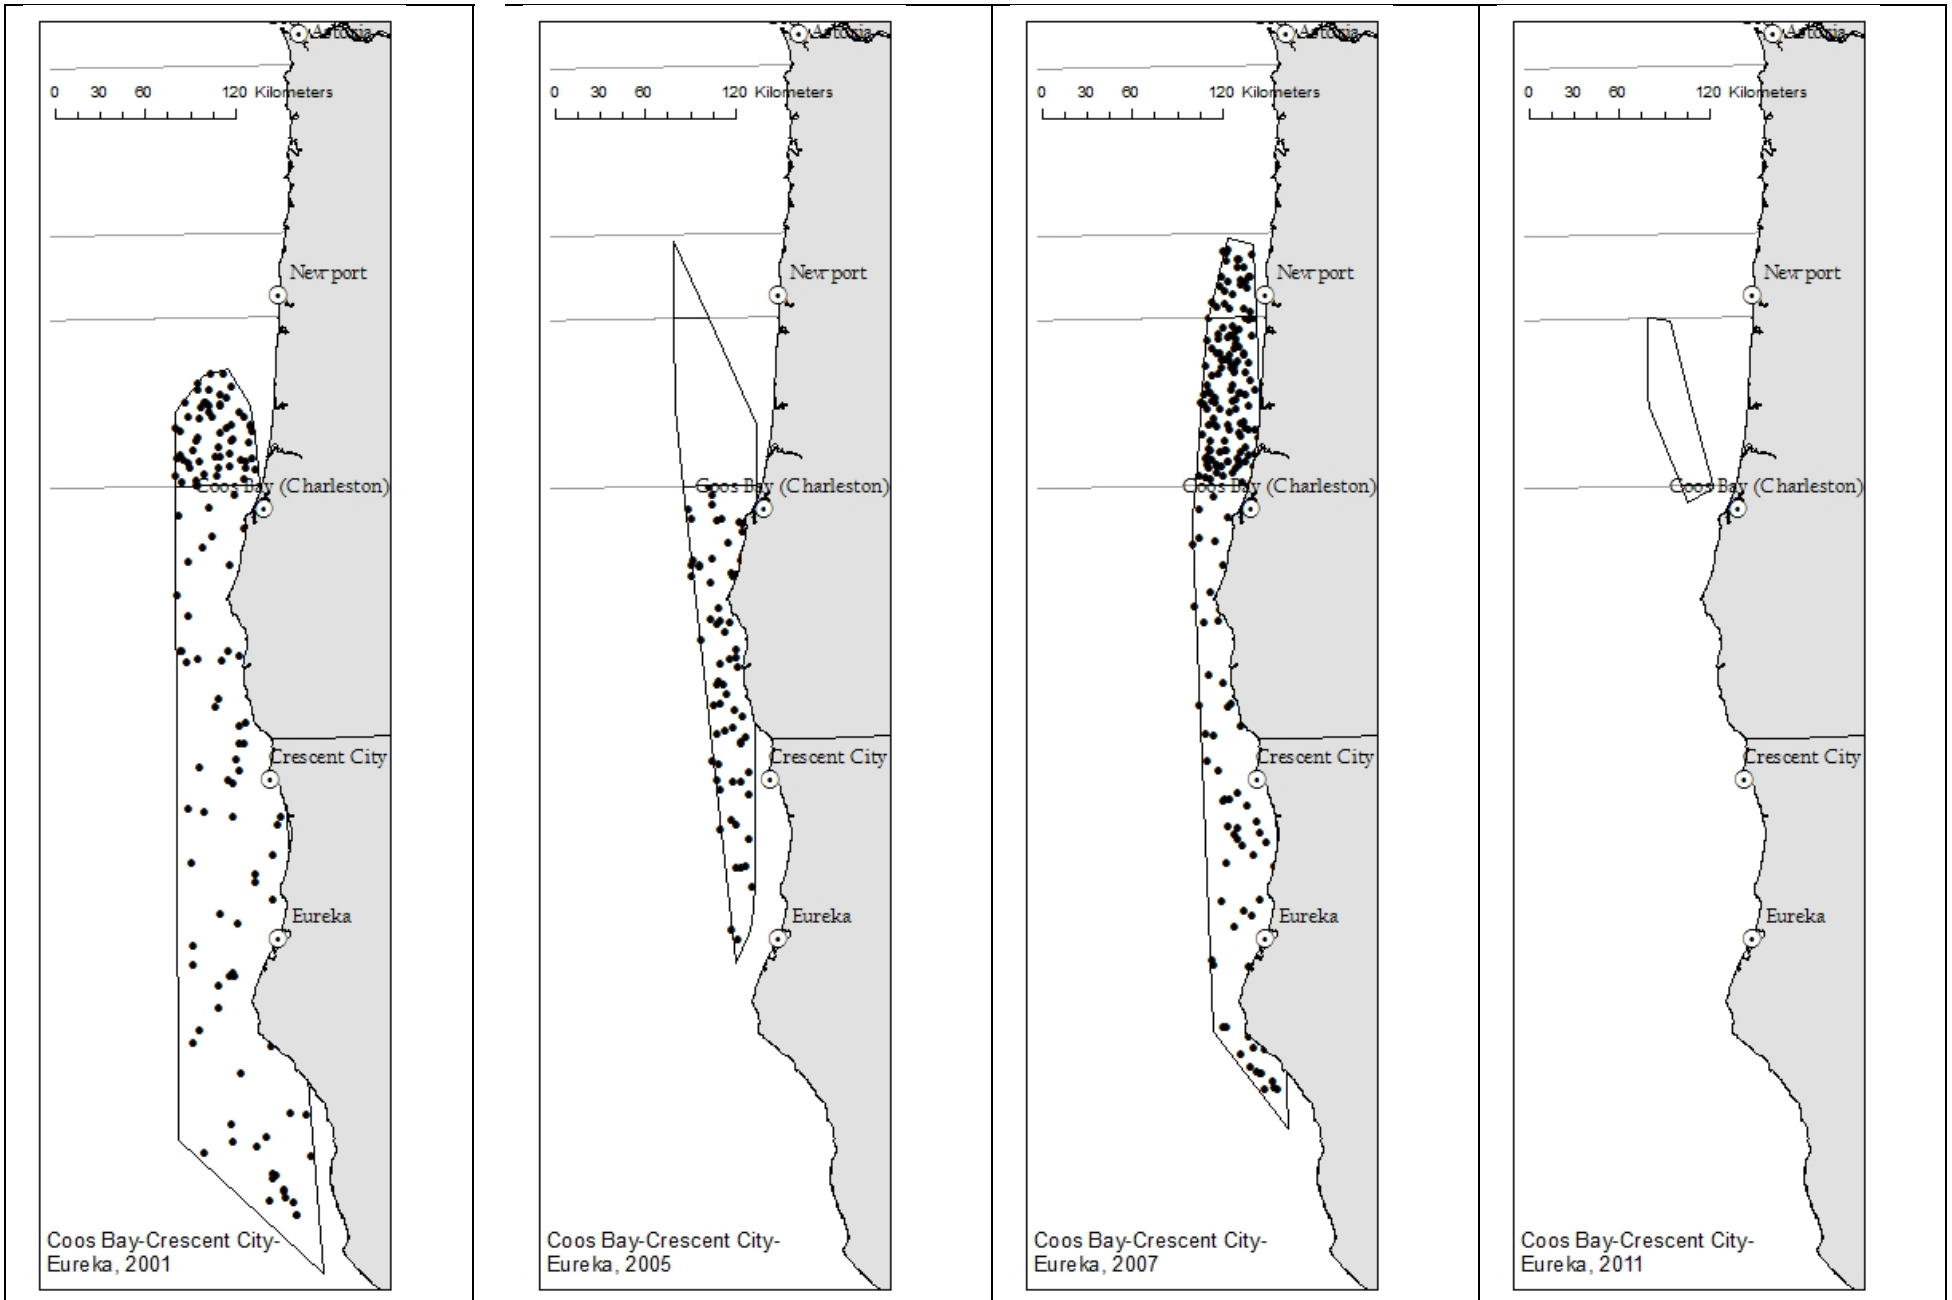 Astoria
0 30 60 120 Kilometers
Newport
Coos Bay (Charleston)
Crescent City
Eureka
Coos Bay-Crescent City-
Eureka, 2001
Astoria
0 30 60 120 Kilometers
Newport
Coos Bay (Charleston)
Crescent City
Eureka
Coos Bay-Crescent City-
Eureka, 2005
Astoria
0 30 60 120 Kilometers
Newport
Coos Bay (Charleston)
Crescent City
Eureka
Coos Bay-Crescent City-
Eureka, 2007
Astoria
0 30 60 120 Kilometers
Newport
Coos Bay (Charleston)
Crescent City
Eureka
Coos Bay-Crescent City-
Eureka, 2011